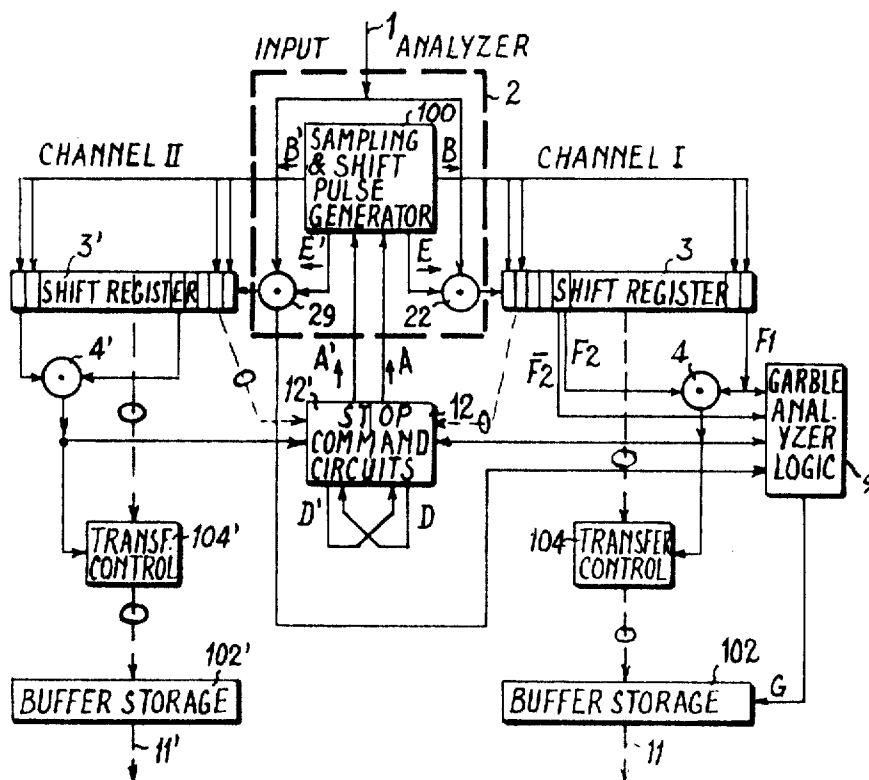 1
INPUT ANALYZER
2
100
SAMPLING
& SHIFT
PULSE
GENERATOR
B'
B
CHANNEL II
CHANNEL I
E'
E
3'
3
SHIFT REGISTER
SHIFT REGISTER
29
22
4'
A'
A
F̅2
F2
4
F1
12'
12
STOP
COMMAND
CIRCUITS
GARBLE
ANAL-
YZER
LOGIC
D'
D
TRANSF.
CONTROL
104'
104
TRANSFER
CONTROL
102'
102
BUFFER STORAGE
BUFFER STORAGE
G
11'
11